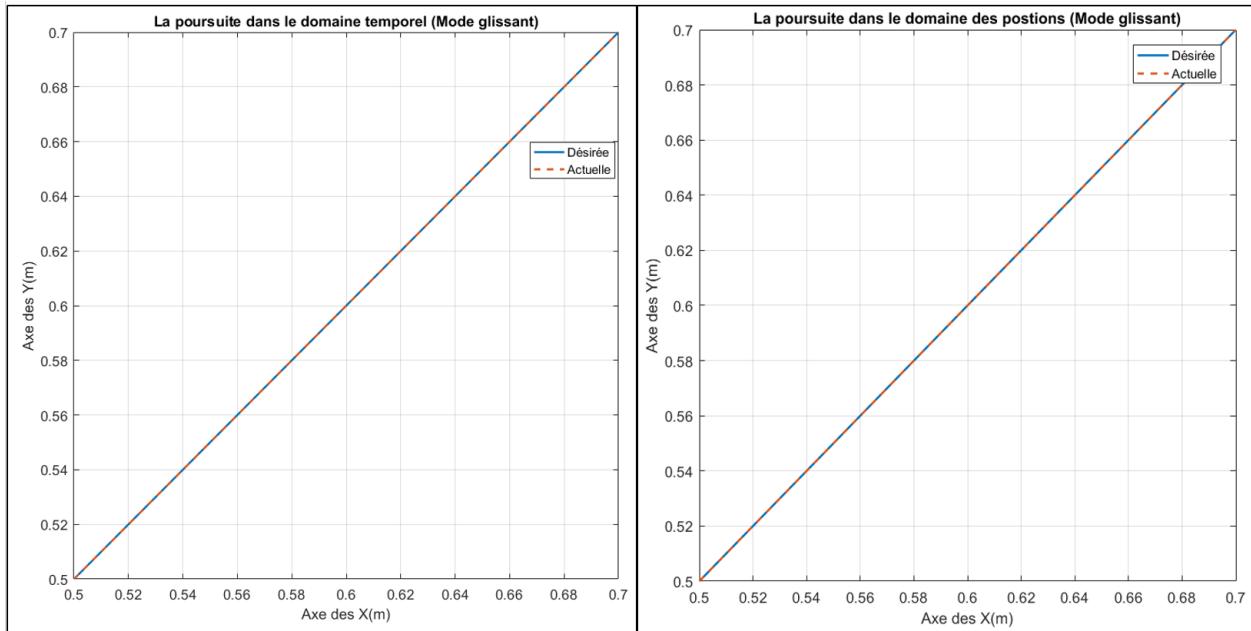 La poursuite dans le domaine temporel (Mode glissant)
0.7
0.68
0.66
0.64
0.62
0.6
0.58
0.56
0.54
0.52
0.5
Axe des Y(m)
Désirée
Actuelle
0.5 0.52 0.54 0.56 0.58 0.6 0.62 0.64 0.66 0.68 0.7
Axe des X(m)
La poursuite dans le domaine des postions (Mode glissant)
0.7
0.68
0.66
0.64
0.62
0.6
0.58
0.56
0.54
0.52
0.5
Axe des Y(m)
Désirée
Actuelle
0.5 0.52 0.54 0.56 0.58 0.6 0.62 0.64 0.66 0.68 0.7
Axe des X(m)